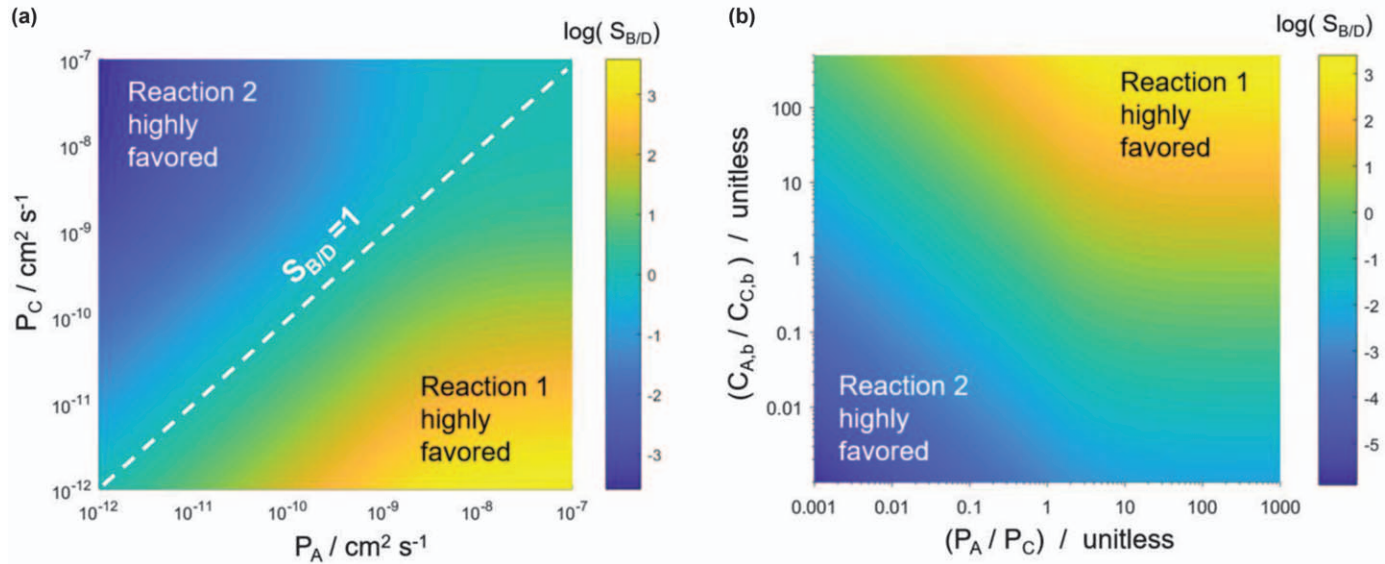 (a)
log( S_B/D)
10⁻⁷
10⁻⁸
10⁻⁹
10⁻¹⁰
10⁻¹¹
10⁻¹²
P_C / cm² s⁻¹
Reaction 2
highly
favored
S_B/D=1
Reaction 1
highly
favored
10⁻¹² 10⁻¹¹ 10⁻¹⁰ 10⁻⁹ 10⁻⁸ 10⁻⁷
P_A / cm² s⁻¹
3
2
1
0
-1
-2
-3
(b)
log( S_B/D)
100
10
1
0.1
0.01
(C_A,b / C_C,b) / unitless
Reaction 1
highly
favored
Reaction 2
highly
favored
0.001 0.01 0.1 1 10 100 1000
(P_A / P_C) / unitless
3
2
1
0
-1
-2
-3
-4
-5